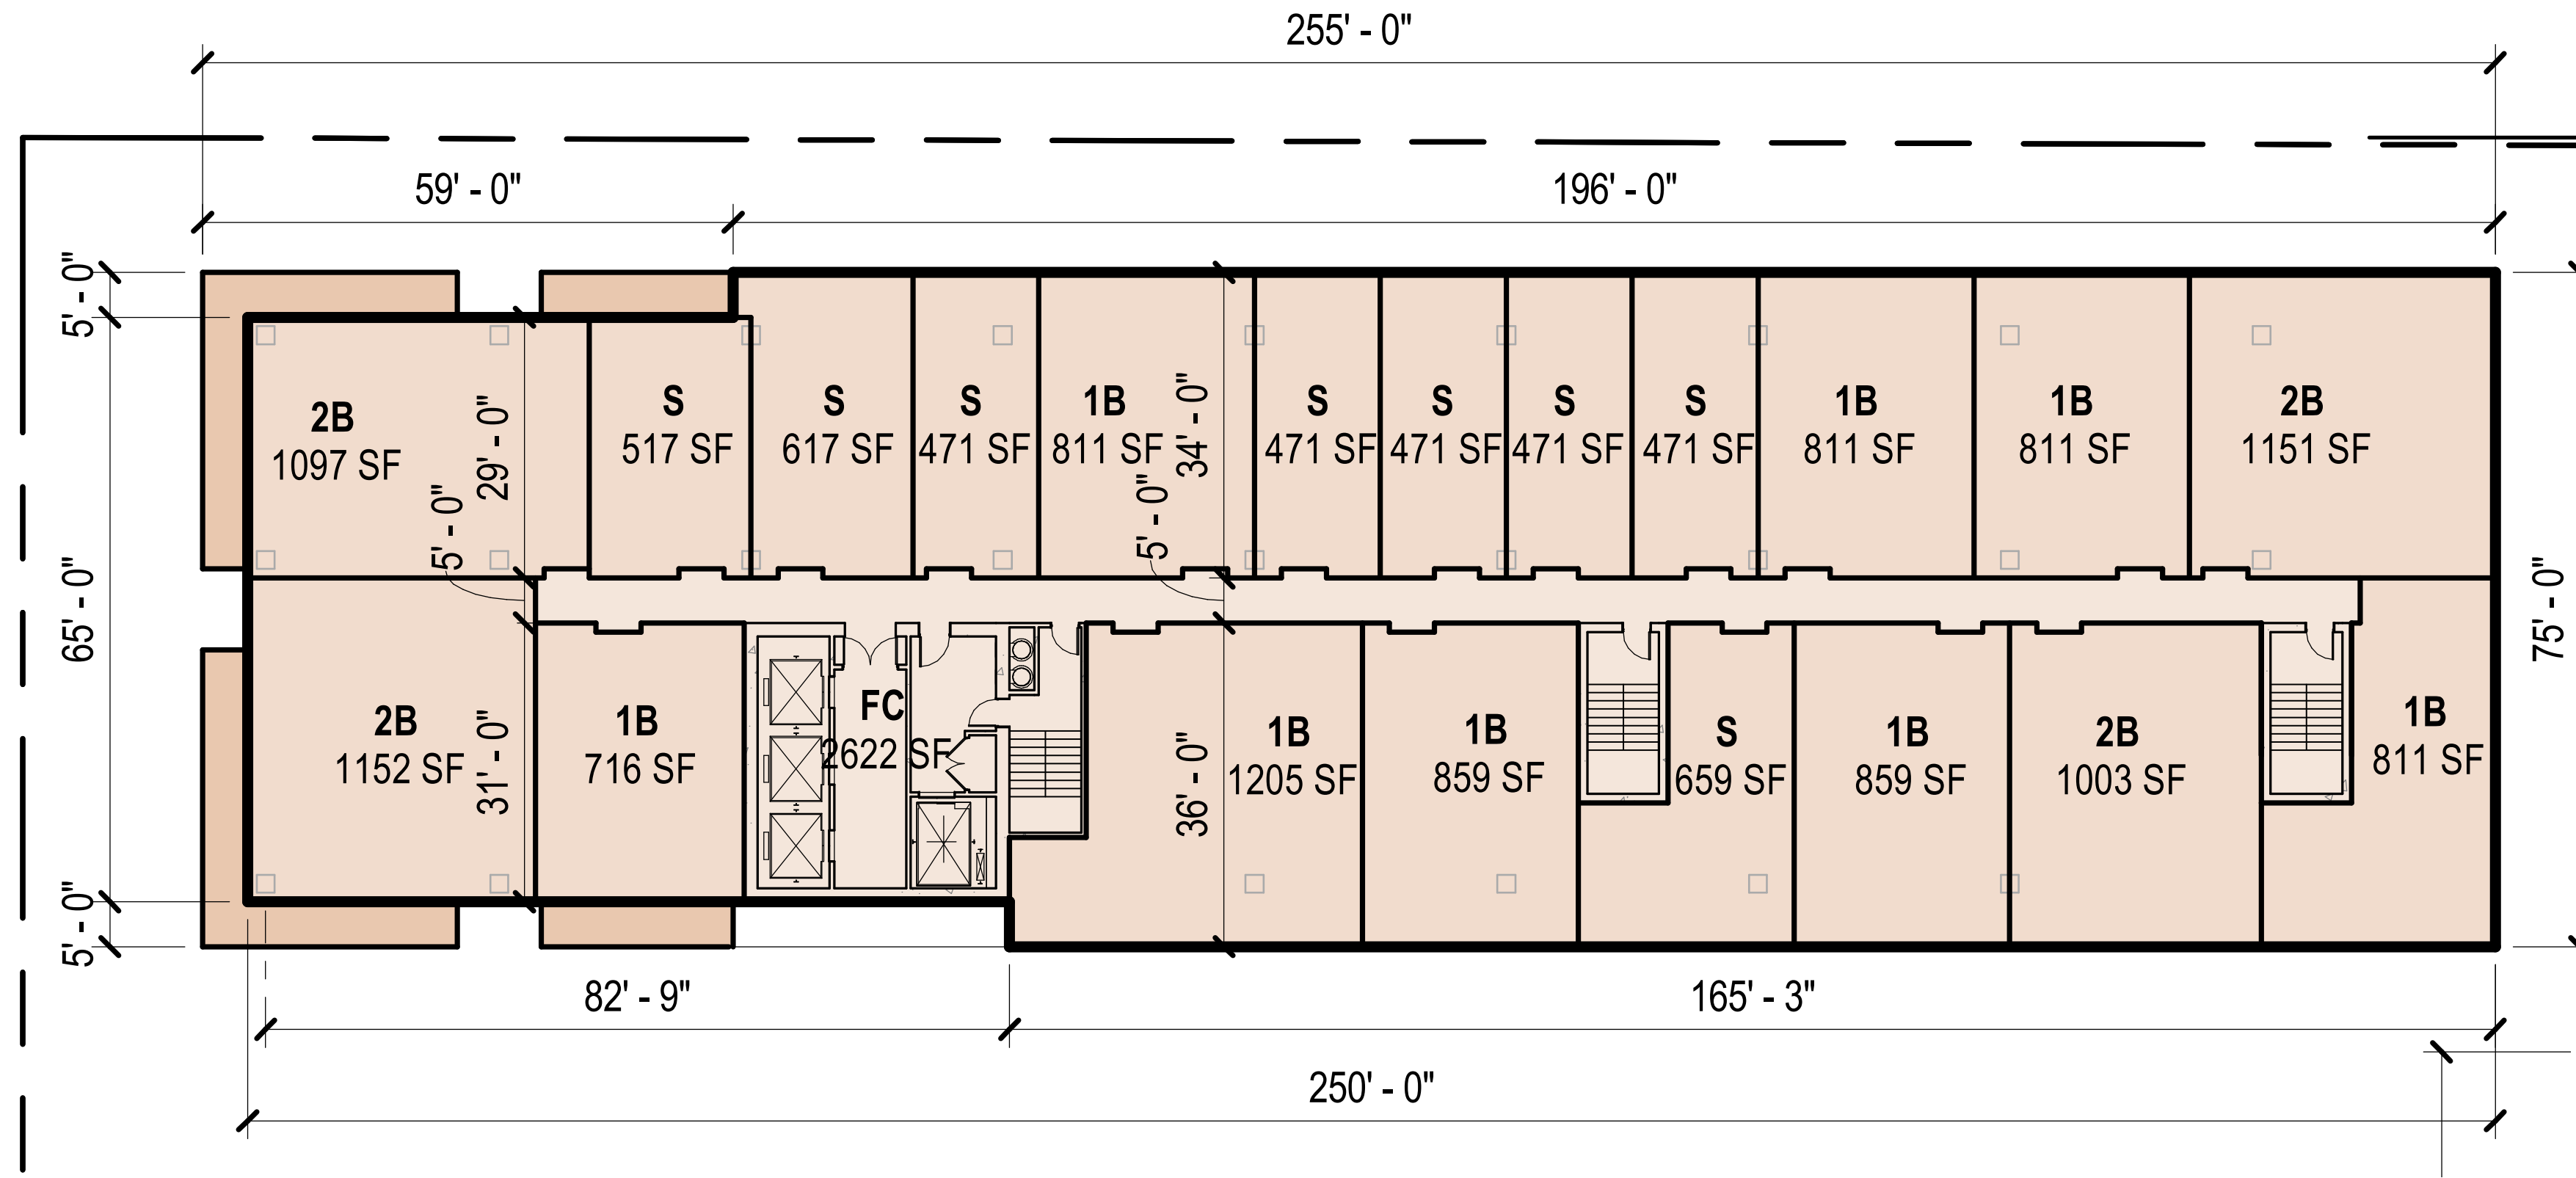 255' - 0"
59' - 0"
196' - 0"
5' - 0"
65' - 0"
5' - 0"
75' - 0"
2B
1097 SF
29' - 0"
5' - 0"
S
517 SF
S
617 SF
S
471 SF
1B
811 SF
34' - 0"
5' - 0"
S
471 SF
S
471 SF
S
471 SF
S
471 SF
1B
811 SF
1B
811 SF
2B
1151 SF
2B
1152 SF
31' - 0"
1B
716 SF
FC
2622 SF
36' - 0"
1B
1205 SF
1B
859 SF
S
659 SF
1B
859 SF
2B
1003 SF
1B
811 SF
82' - 9"
165' - 3"
250' - 0"